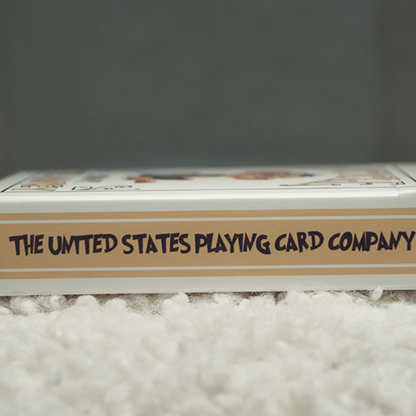 THE UNITED STATES PLAYING CARD COMPANY